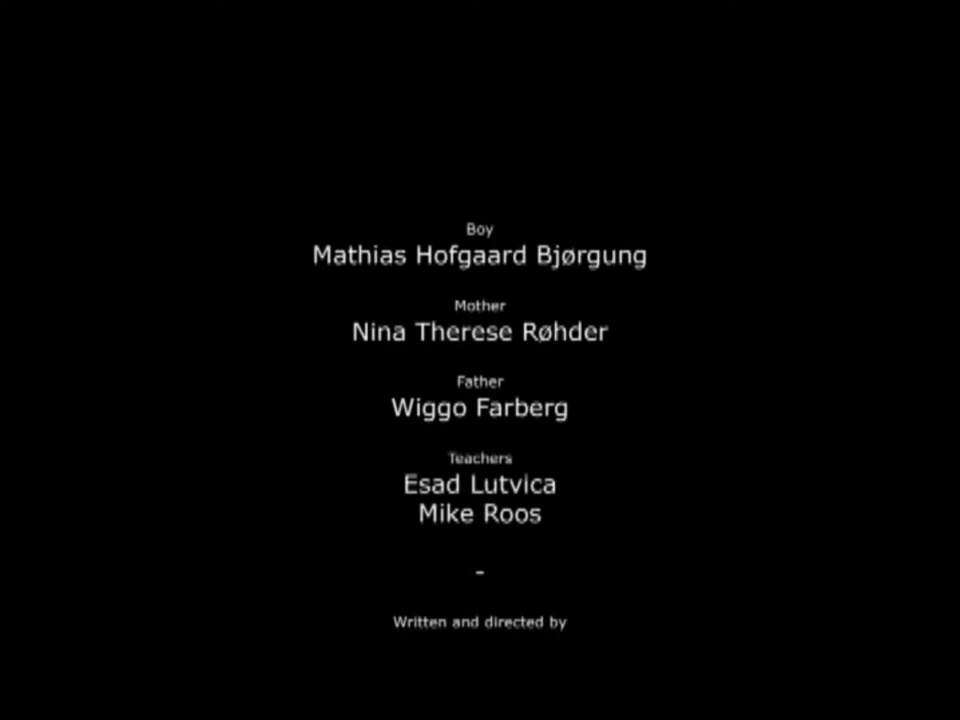 Boy
Mathias Hofgaard Bjørgung
Mother
Nina Therese Røhder
Father
Wiggo Farberg
Teachers
Esad Lutvica
Mike Roos
-
Written and directed by